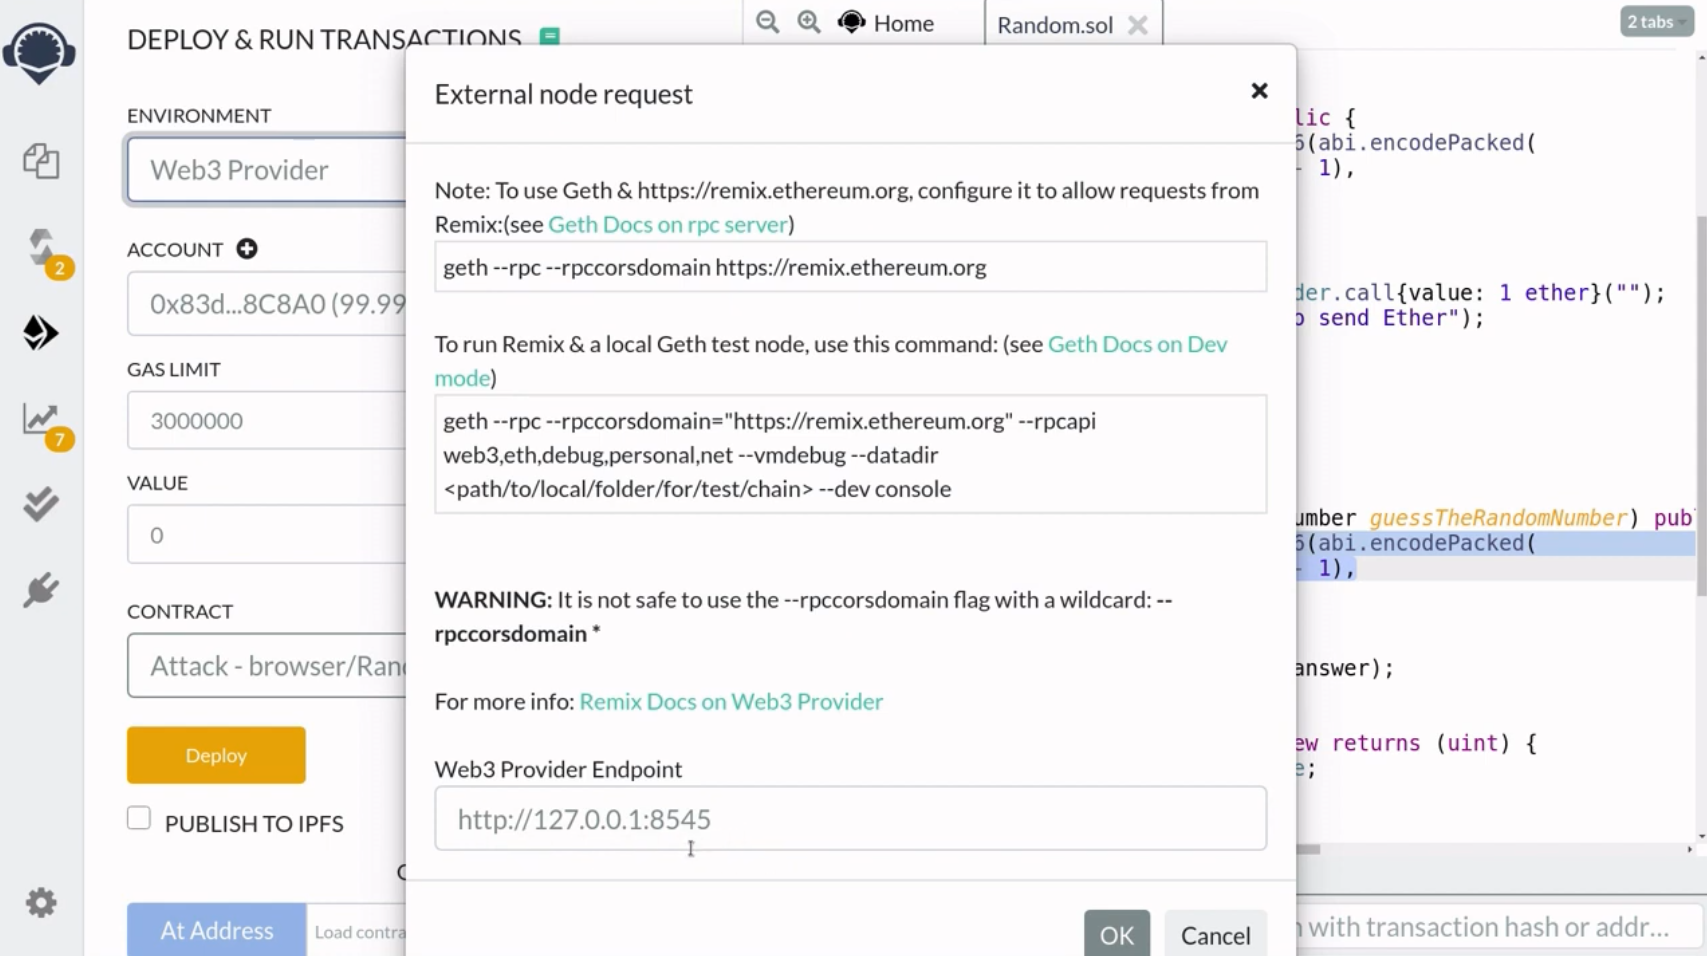 DEPLOY & RUN TRANSACTIONS
ENVIRONMENT
Web3 Provider
ACCOUNT
0x83d...8C8A0 (99.99
GAS LIMIT
3000000
VALUE
0
CONTRACT
Attack - browser/Ran
Deploy
PUBLISH TO IPFS
At Address
Load contra
2
7
Home
Random.sol
2 tabs
External node request
Note: To use Geth & https://remix.ethereum.org, configure it to allow requests from
Remix:(see Geth Docs on rpc server)
geth --rpc --rpccorsdomain https://remix.ethereum.org
To run Remix & a local Geth test node, use this command: (see Geth Docs on Dev
mode)
geth --rpc --rpccorsdomain="https://remix.ethereum.org" --rpcapi
web3,eth,debug,personal,net --vmdebug --datadir
<path/to/local/folder/for/test/chain> --dev console
WARNING: It is not safe to use the --rpccorsdomain flag with a wildcard: --
rpccorsdomain *
For more info: Remix Docs on Web3 Provider
Web3 Provider Endpoint
http://127.0.0.1:8545
OK
Cancel
lic {
6(abi.encodePacked(
- 1),
der.call{value: 1 ether}("");
o send Ether");
umber guessTheRandomNumber) pub
6(abi.encodePacked(
- 1),
answer);
ew returns (uint) {
e;
with transaction hash or addr...